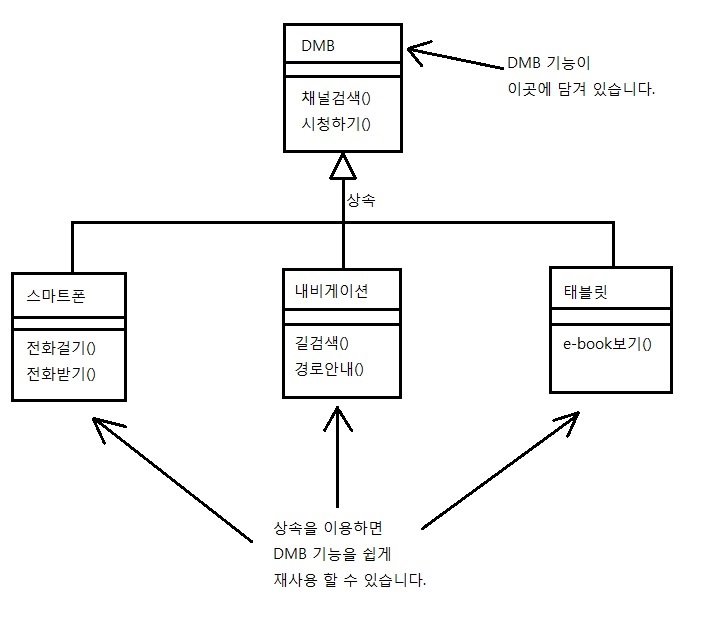 DMB
채널검색()
시청하기()
DMB 기능이
이곳에 담겨 있습니다.
상속
스마트폰
전화걸기()
전화받기()
내비게이션
길검색()
경로안내()
태블릿
e-book보기()
상속을 이용하면
DMB 기능을 쉽게
재사용 할 수 있습니다.